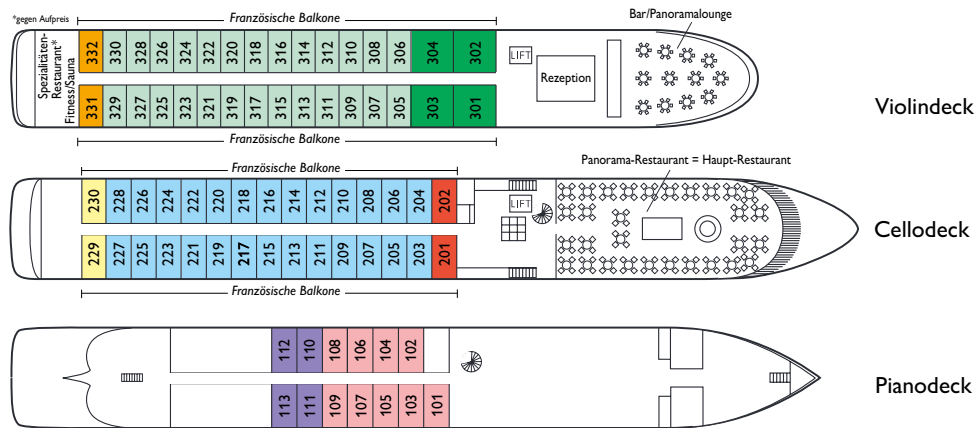 *gegen Aufpreis
Französische Balkone
Bar/Panoramalounge
Spezialitäten-
Restaurant*
Fitness/Sauna
332 330 328 326 324 322 320 318 316 314 312 310 308 306 304 302
LIFT
Rezeption
331 329 327 325 323 321 319 317 315 313 311 309 307 305 303 301
Violindeck
Französische Balkone
Französische Balkone
Panorama-Restaurant = Haupt-Restaurant
230 228 226 224 222 220 218 216 214 212 210 208 206 204 202
LIFT
Cellodeck
229 227 225 223 221 219 217 215 213 211 209 207 205 203 201
Französische Balkone
112 110 108 106 104 102
113 111 109 107 105 103 101
Pianodeck